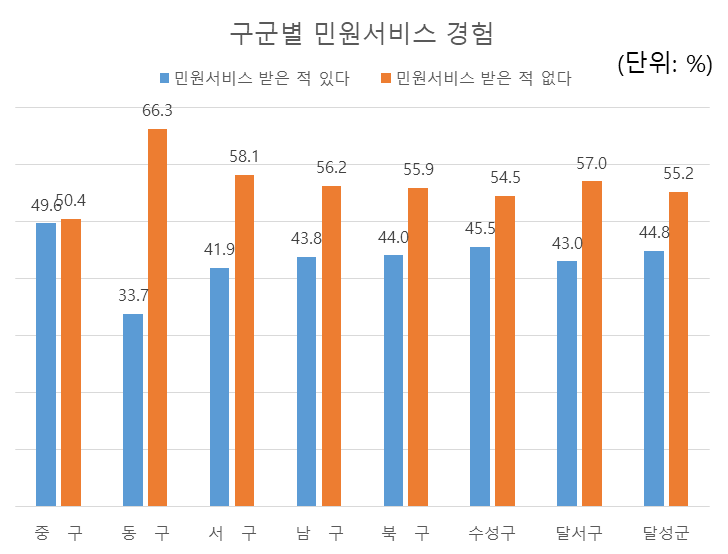 구군별 민원서비스 경험
(단위: %)
민원서비스 받은 적 있다 민원서비스 받은 적 없다
49.6 50.4 33.7 66.3 41.9 58.1 43.8 56.2 44.0 55.9 45.5 54.5 43.0 57.0 44.8 55.2
중 구 동 구 서 구 남 구 북 구 수성구 달서구 달성군